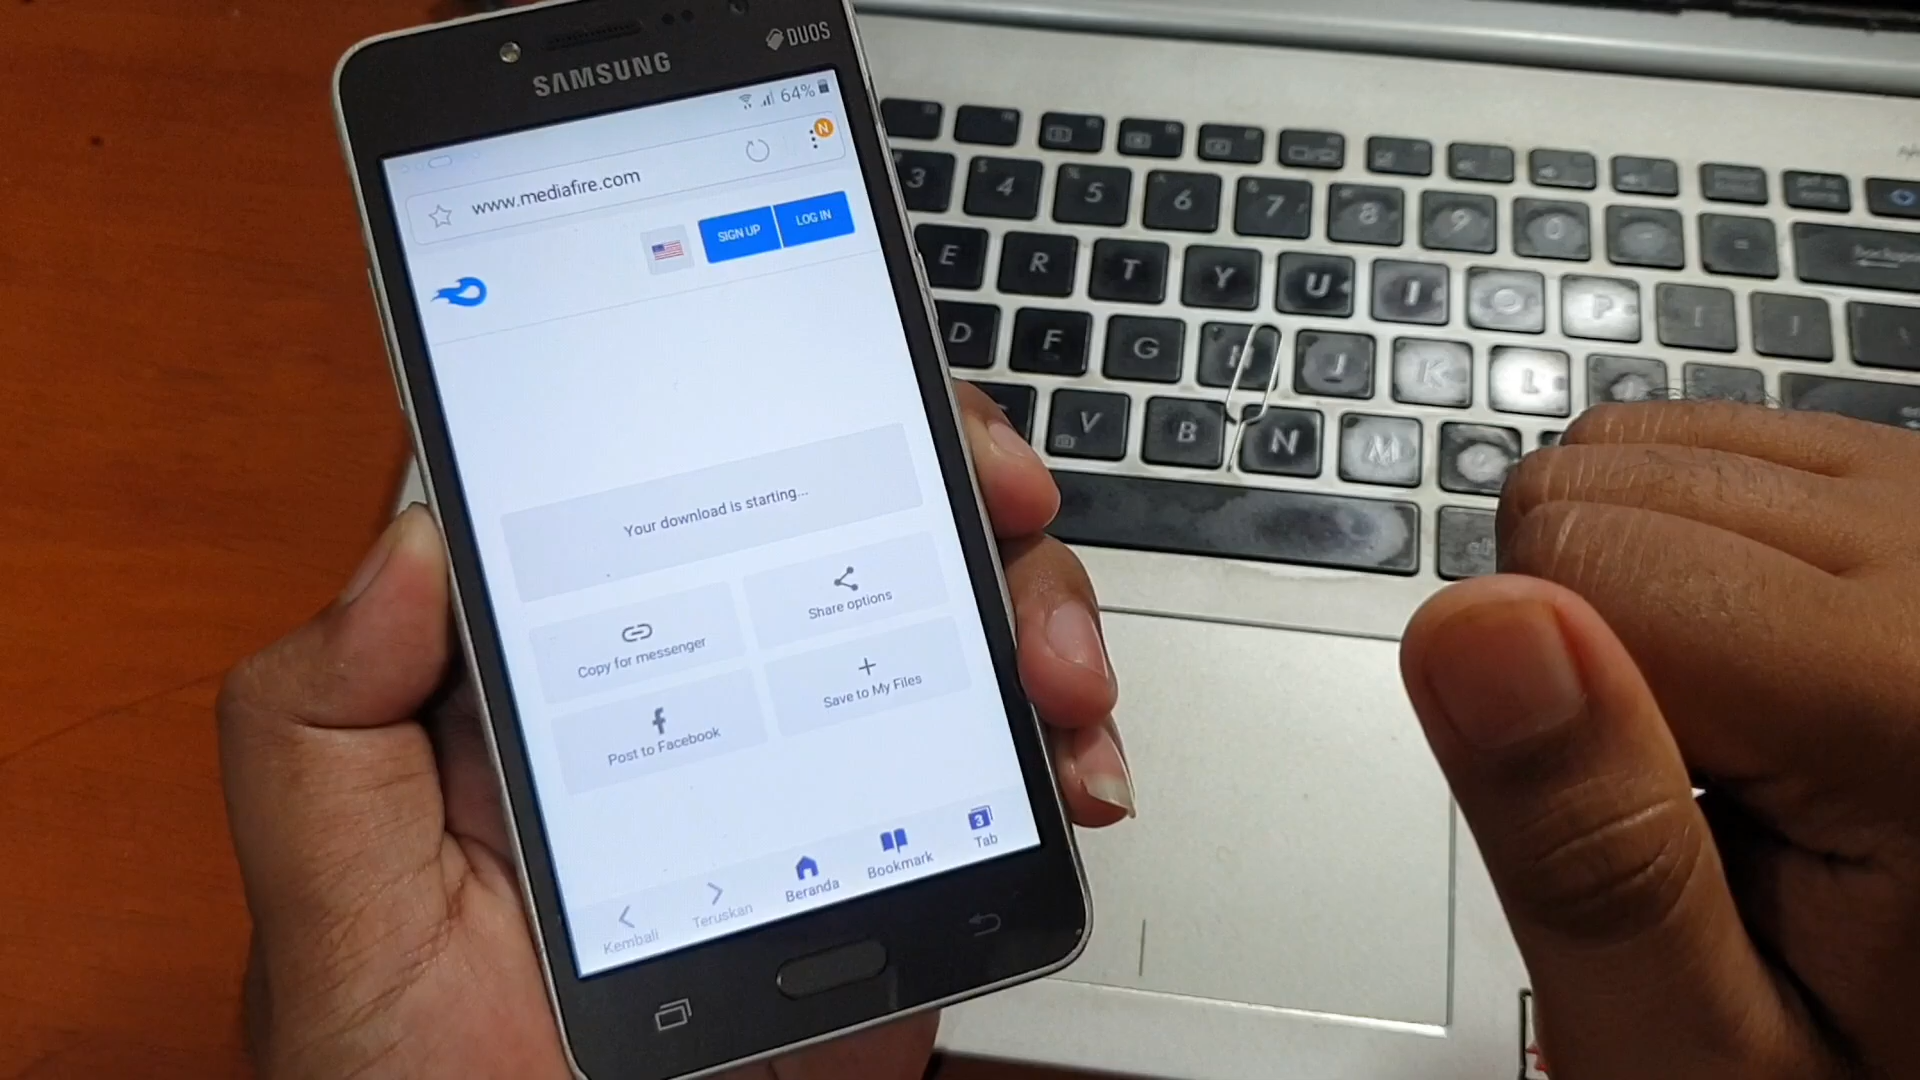 SAMSUNG
DUOS
64%
www.mediafire.com
N
SIGN UP
LOG IN
Your download is starting...
Copy for messenger
Share options
Post to Facebook
Save to My Files
Kembali
Teruskan
Beranda
Bookmark
3
Tab
3 4 5 6 7 8 9 0 - =
E R T Y U I O P [ ]
D F G H J K L
V B N M